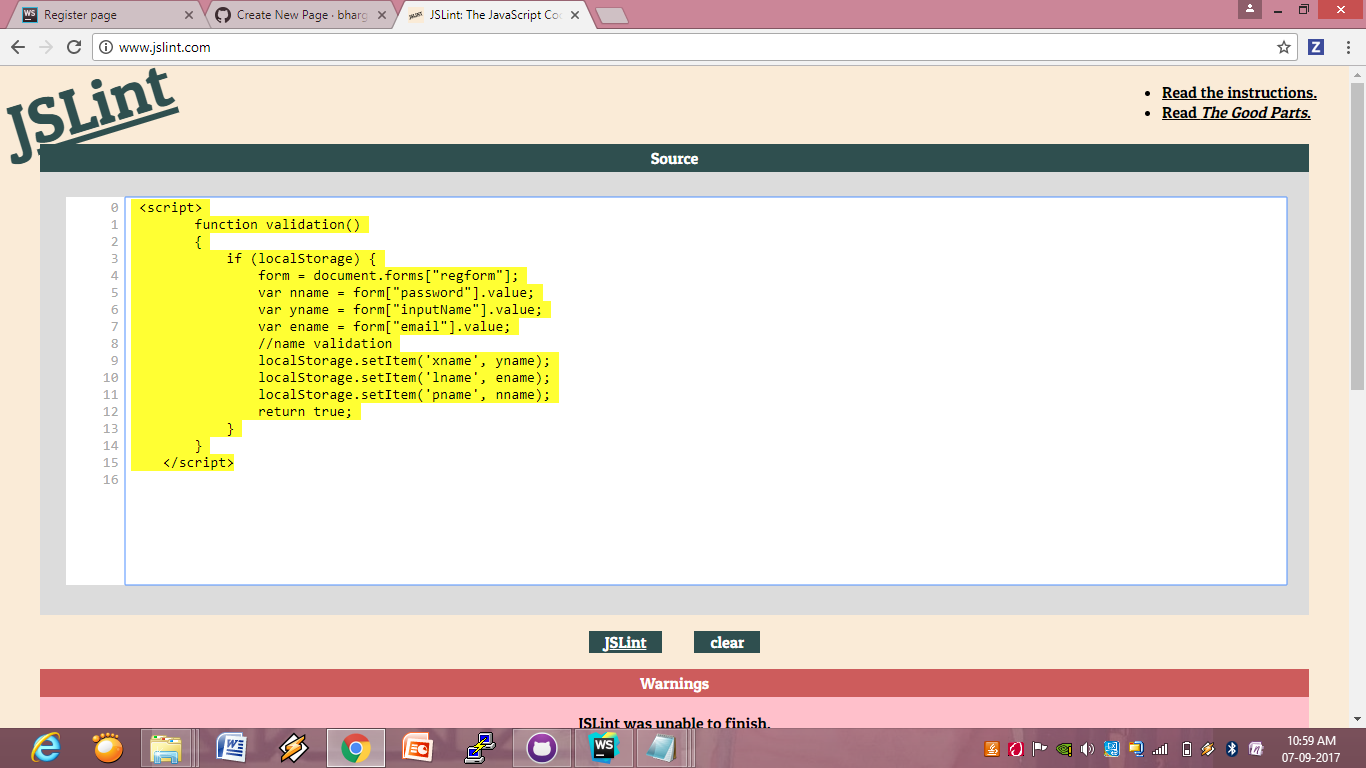 Register page
Create New Page · bharg
JSLint: The JavaScript Co
www.jslint.com
Z
JSLint
Read the instructions.
Read The Good Parts.
Source
0 <script>
1 function validation()
2 {
3 if (localStorage) {
4 form = document.forms["regform"];
5 var nname = form["password"].value;
6 var yname = form["inputName"].value;
7 var ename = form["email"].value;
8 //name validation
9 localStorage.setItem('xname', yname);
10 localStorage.setItem('lname', ename);
11 localStorage.setItem('pname', nname);
12 return true;
13 }
14 }
15 </script>
16
JSLint clear
Warnings
JSLint was unable to finish.
WS
10:59 AM
07-09-2017